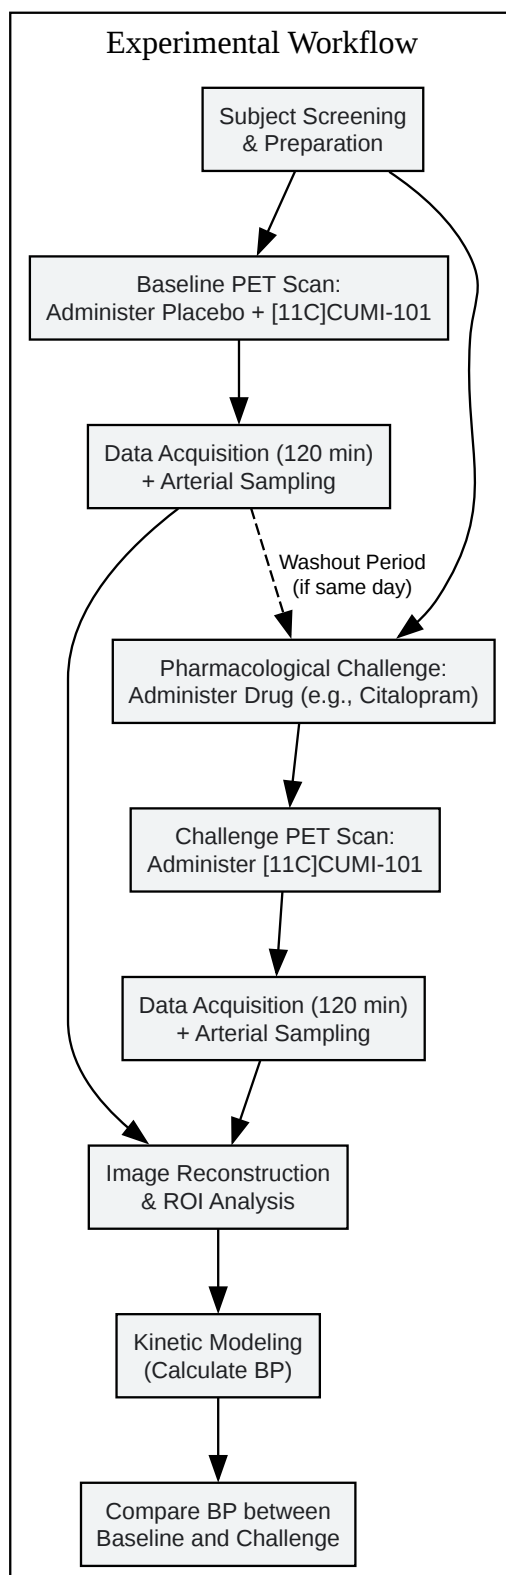 Experimental Workflow
Subject Screening
& Preparation
Baseline PET Scan:
Administer Placebo + [11C]CUMI-101
Data Acquisition (120 min)
+ Arterial Sampling
Washout Period
(if same day)
Pharmacological Challenge:
Administer Drug (e.g., Citalopram)
Challenge PET Scan:
Administer [11C]CUMI-101
Data Acquisition (120 min)
+ Arterial Sampling
Image Reconstruction
& ROI Analysis
Kinetic Modeling
(Calculate BP)
Compare BP between
Baseline and Challenge